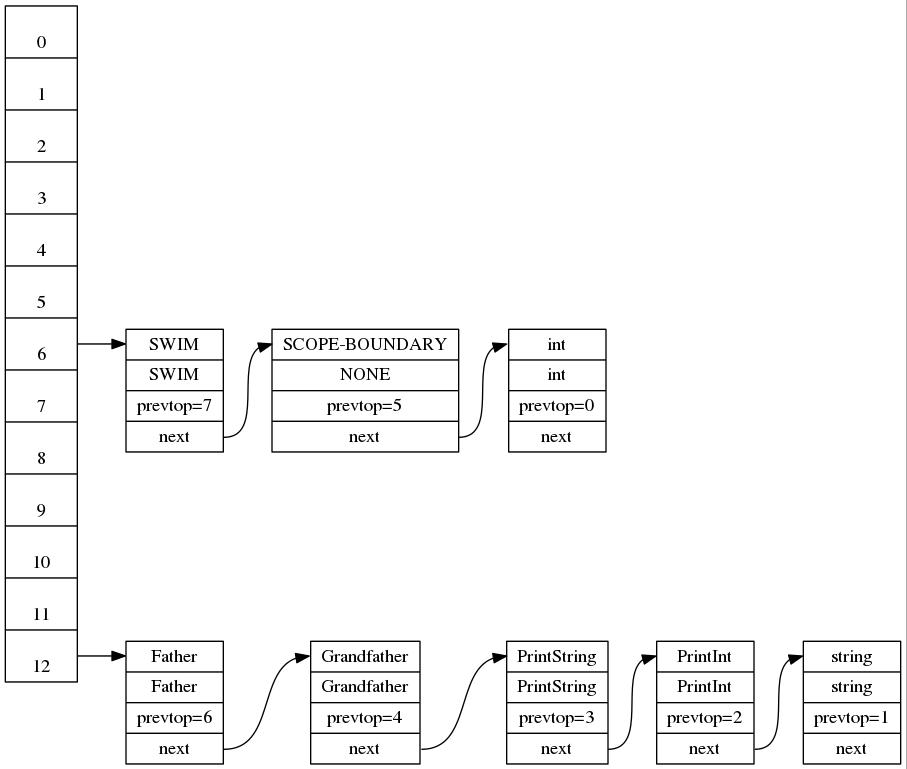 0
1
2
3
4
5
6
7
8
9
10
11
12
SWIM
SWIM
prevtop=7
next
SCOPE-BOUNDARY
NONE
prevtop=5
next
int
int
prevtop=0
next
Father
Father
prevtop=6
next
Grandfather
Grandfather
prevtop=4
next
PrintString
PrintString
prevtop=3
next
PrintInt
PrintInt
prevtop=2
next
string
string
prevtop=1
next